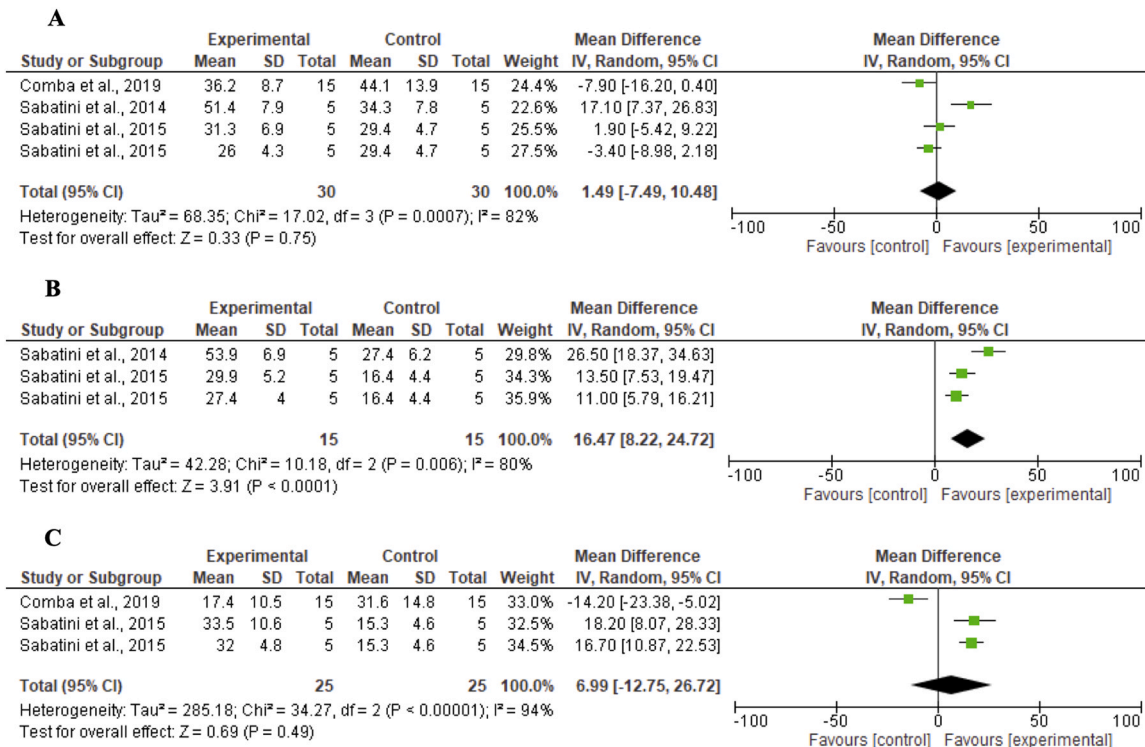 A
Experimental Control Mean Difference Mean Difference
Study or Subgroup Mean SD Total Mean SD Total Weight IV, Random, 95% CI IV, Random, 95% CI
Comba et al., 2019 36.2 8.7 15 44.1 13.9 15 24.4% -7.90 [-16.20, 0.40]
Sabatini et al., 2014 51.4 7.9 5 34.3 7.8 5 22.6% 17.10 [7.37, 26.83]
Sabatini et al., 2015 31.3 6.9 5 29.4 4.7 5 25.5% 1.90 [-5.42, 9.22]
Sabatini et al., 2015 26 4.3 5 29.4 4.7 5 27.5% -3.40 [-8.98, 2.18]
Total (95% CI) 30 30 100.0% 1.49 [-7.49, 10.48]
Heterogeneity: Tau² = 68.35; Chi² = 17.02, df = 3 (P = 0.0007); I² = 82%
Test for overall effect: Z = 0.33 (P = 0.75)
-100 -50 0 50 100
Favours [control] Favours [experimental]
B
Experimental Control Mean Difference Mean Difference
Study or Subgroup Mean SD Total Mean SD Total Weight IV, Random, 95% CI IV, Random, 95% CI
Sabatini et al., 2014 53.9 6.9 5 27.4 6.2 5 29.8% 26.50 [18.37, 34.63]
Sabatini et al., 2015 29.9 5.2 5 16.4 4.4 5 34.3% 13.50 [7.53, 19.47]
Sabatini et al., 2015 27.4 4 5 16.4 4.4 5 35.9% 11.00 [5.79, 16.21]
Total (95% CI) 15 15 100.0% 16.47 [8.22, 24.72]
Heterogeneity: Tau² = 42.28; Chi² = 10.18, df = 2 (P = 0.006); I² = 80%
Test for overall effect: Z = 3.91 (P < 0.0001)
-100 -50 0 50 100
Favours [control] Favours [experimental]
C
Experimental Control Mean Difference Mean Difference
Study or Subgroup Mean SD Total Mean SD Total Weight IV, Random, 95% CI IV, Random, 95% CI
Comba et al., 2019 17.4 10.5 15 31.6 14.8 15 33.0% -14.20 [-23.38, -5.02]
Sabatini et al., 2015 33.5 10.6 5 15.3 4.6 5 32.5% 18.20 [8.07, 28.33]
Sabatini et al., 2015 32 4.8 5 15.3 4.6 5 34.5% 16.70 [10.87, 22.53]
Total (95% CI) 25 25 100.0% 6.99 [-12.75, 26.72]
Heterogeneity: Tau² = 285.18; Chi² = 34.27, df = 2 (P < 0.00001); I² = 94%
Test for overall effect: Z = 0.69 (P = 0.49)
-100 -50 0 50 100
Favours [control] Favours [experimental]